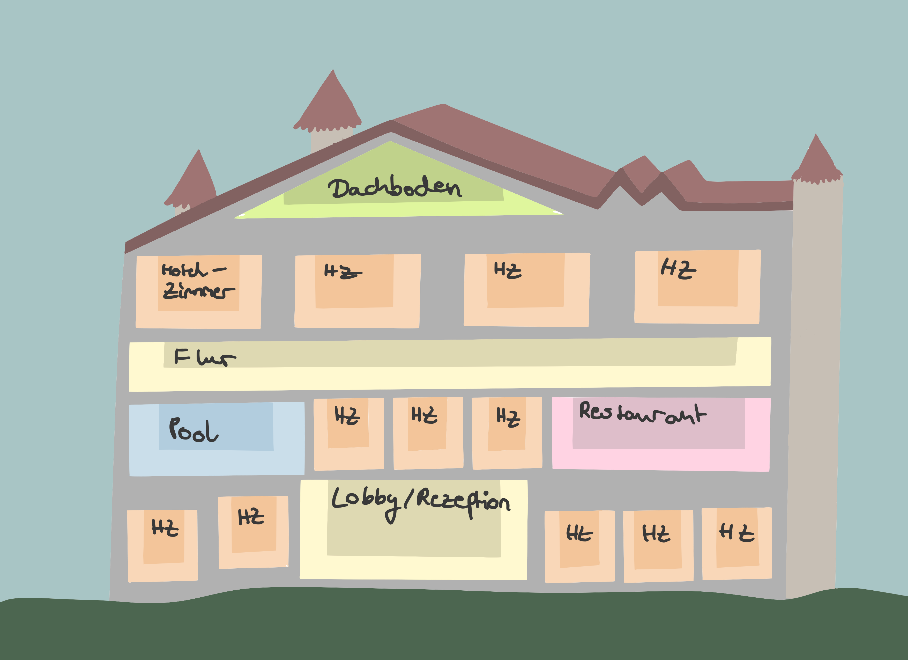 Dachboden
Hotel-
Zimmer
HZ
HZ
HZ
Flur
Pool
HZ
HZ
HZ
Restaurant
HZ
HZ
Lobby/Rezeption
HZ
HZ
HZ